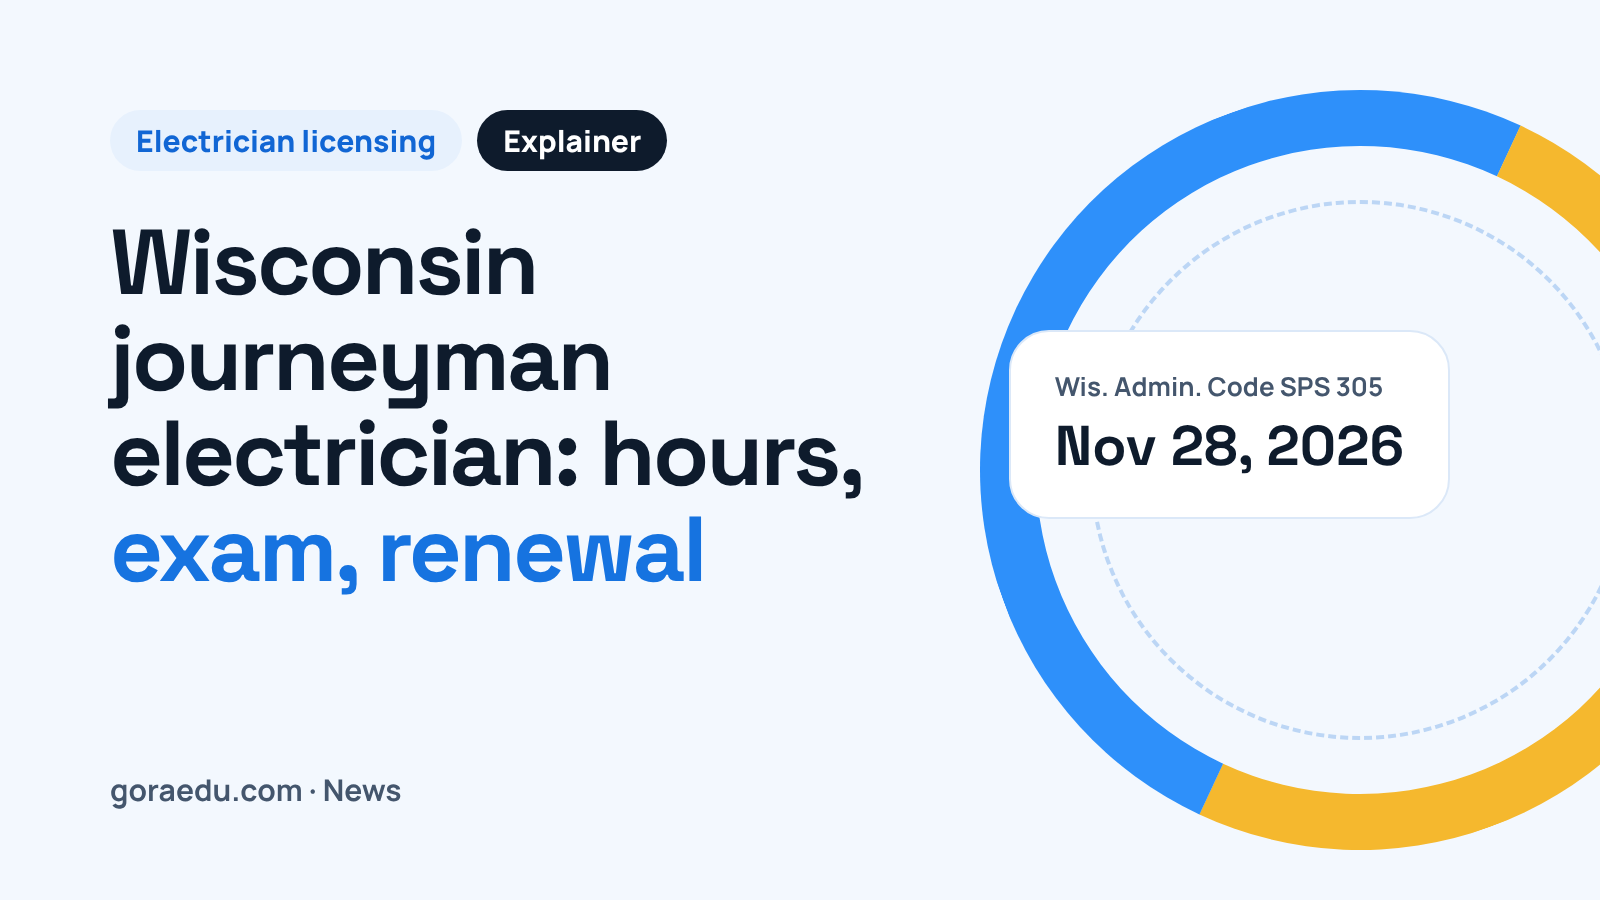 Electrician licensing
Explainer
Wisconsin
journeyman
electrician: hours,
exam, renewal
Wis. Admin. Code SPS 305
Nov 28, 2026
goraedu.com · News